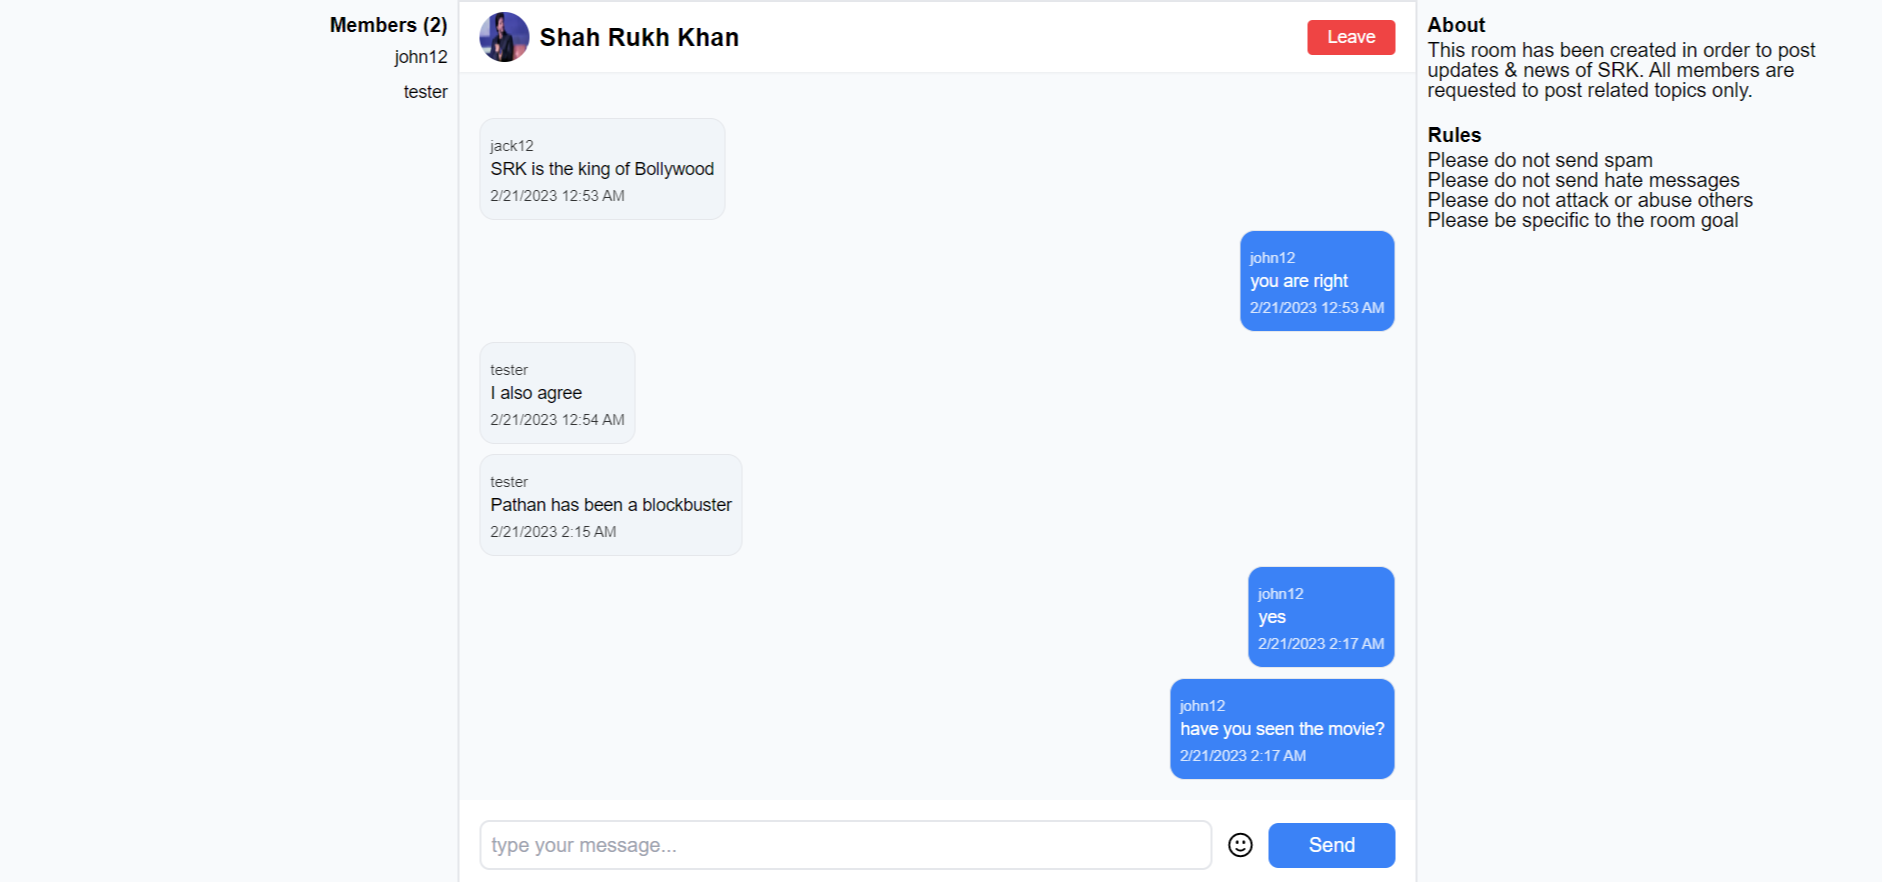 Members (2)
john12
tester
Shah Rukh Khan
Leave
jack12
SRK is the king of Bollywood
2/21/2023 12:53 AM
john12
you are right
2/21/2023 12:53 AM
tester
I also agree
2/21/2023 12:54 AM
tester
Pathan has been a blockbuster
2/21/2023 2:15 AM
john12
yes
2/21/2023 2:17 AM
john12
have you seen the movie?
2/21/2023 2:17 AM
type your message...
Send
About
This room has been created in order to post
updates & news of SRK. All members are
requested to post related topics only.
Rules
Please do not send spam
Please do not send hate messages
Please do not attack or abuse others
Please be specific to the room goal